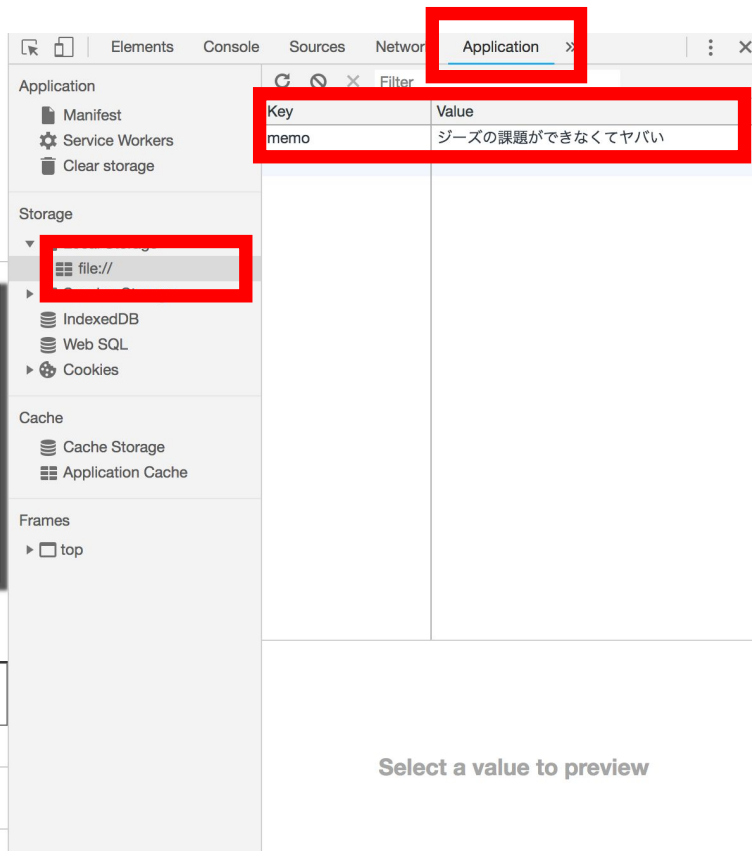 Elements Console Sources Networ Application »
Application
Manifest
Service Workers
Clear storage
Storage
file://
IndexedDB
Web SQL
Cookies
Cache
Cache Storage
Application Cache
Frames
top
Filter
Key Value
memo ジーズの課題ができなくてヤバい
Select a value to preview